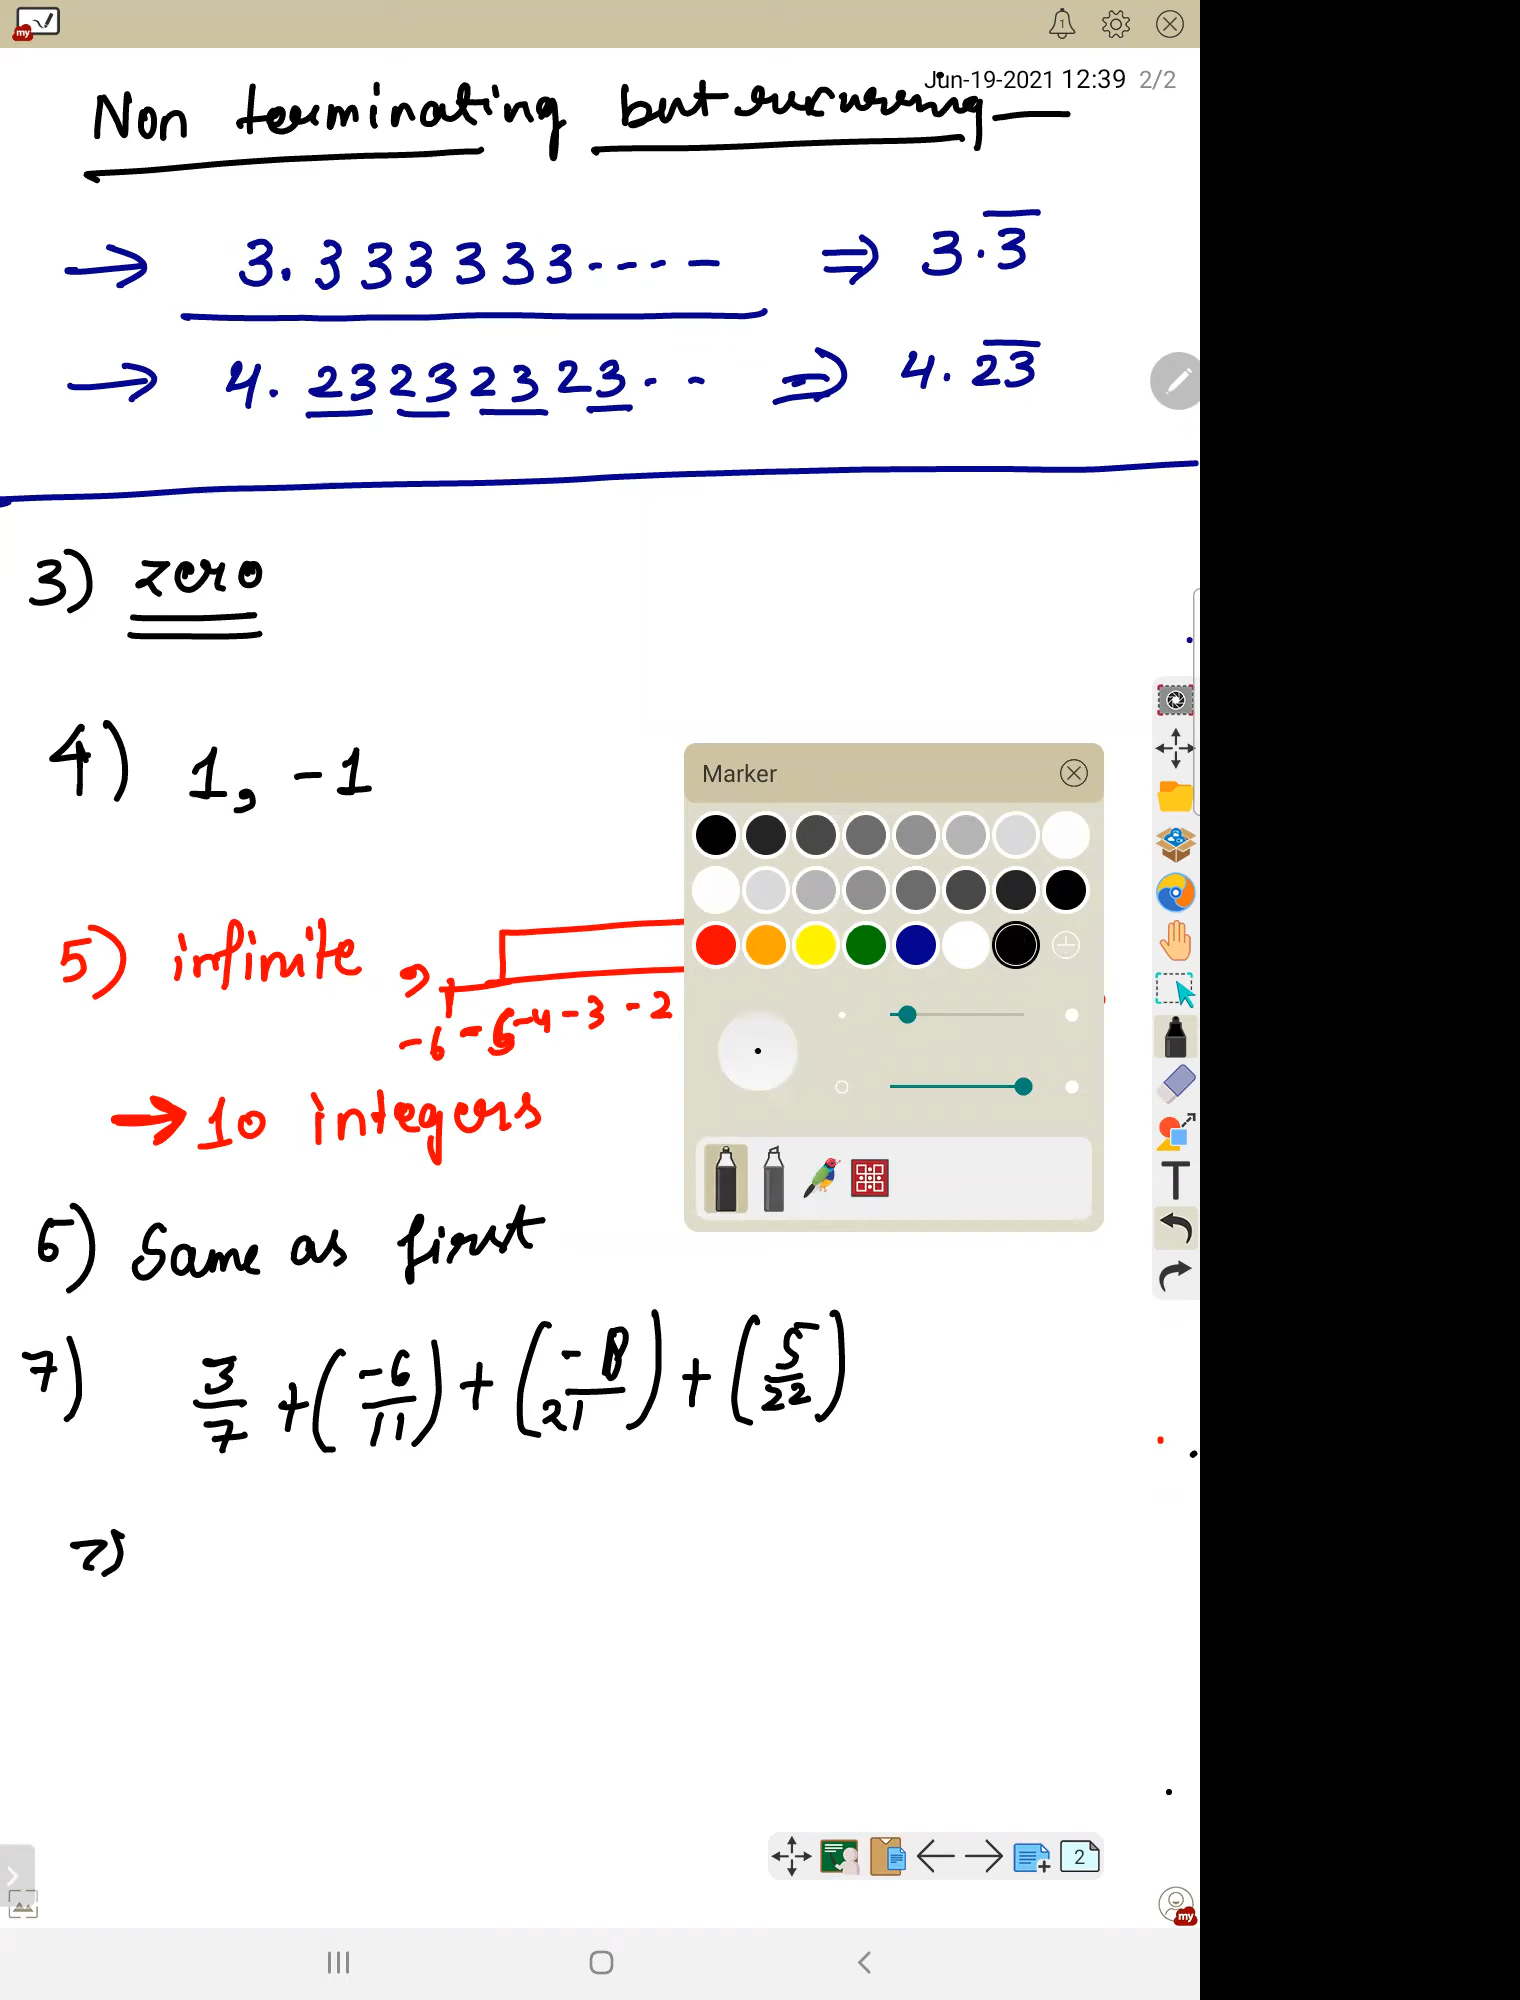 Jun-19-2021 12:39 2/2
Non terminating but recurring —
→ 3.333333----- ⇒ 3.3̅
→ 4.23232323--- ⇒ 4.2̅3̅
3) zero
4) 1, -1
Marker
5) infinite,
-6 -5 -4 -3 -2
→ 10 integers
6) Same as first
7) 3/7 + (-6/11) + (-8/21) + (5/22)
⇒
2